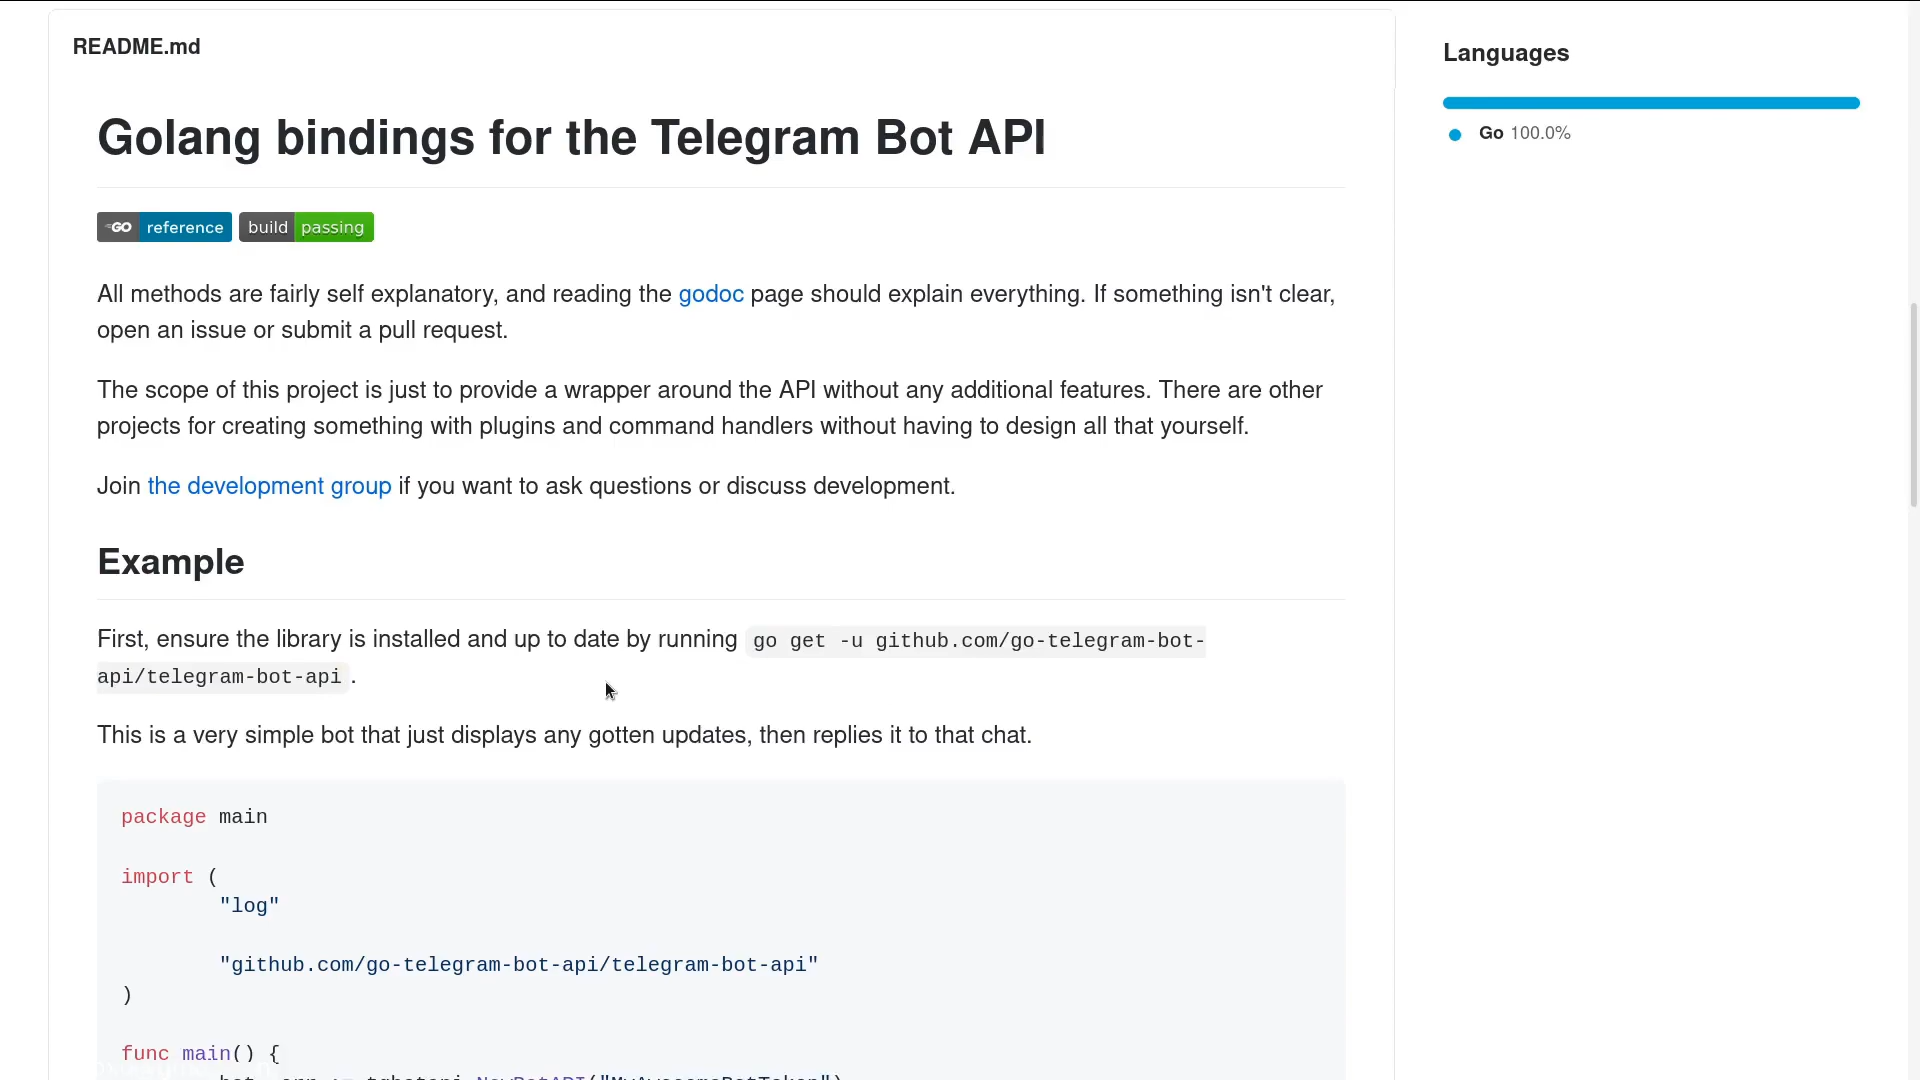 README.md
Languages
Go 100.0%
Golang bindings for the Telegram Bot API
GO reference build passing
All methods are fairly self explanatory, and reading the godoc page should explain everything. If something isn't clear,
open an issue or submit a pull request.
The scope of this project is just to provide a wrapper around the API without any additional features. There are other
projects for creating something with plugins and command handlers without having to design all that yourself.
Join the development group if you want to ask questions or discuss development.
Example
First, ensure the library is installed and up to date by running go get -u github.com/go-telegram-bot-
api/telegram-bot-api .
This is a very simple bot that just displays any gotten updates, then replies it to that chat.
package main
import (
"log"
"github.com/go-telegram-bot-api/telegram-bot-api"
)
func main() {